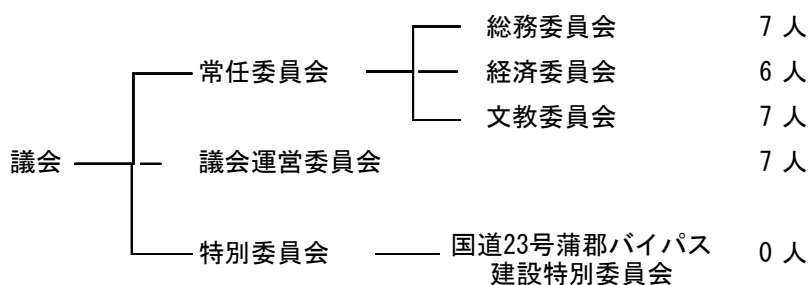 総務委員会 7 人
常任委員会 経済委員会 6 人
文教委員会 7 人
議会 議会運営委員会 7 人
特別委員会 国道23号蒲郡バイパス 0 人
建設特別委員会